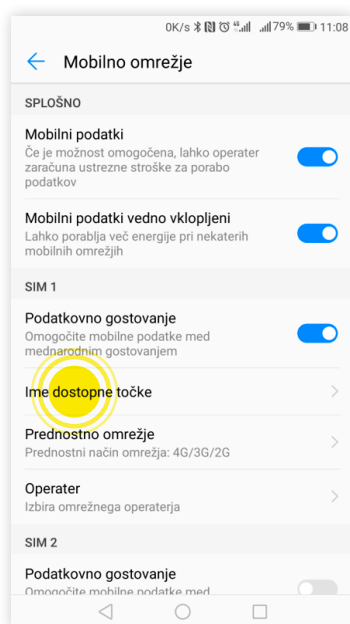 0K/s 79% 11:08
Mobilno omrežje
SPLOŠNO
Mobilni podatki
Če je možnost omogočena, lahko operater
zaračuna ustrezne stroške za porabo
podatkov
Mobilni podatki vedno vklopljeni
Lahko porablja več energije pri nekaterih
mobilnih omrežjih
SIM 1
Podatkovno gostovanje
Omogočite mobilne podatke med
mednarodnim gostovanjem
Ime dostopne točke
Prednostno omrežje
Prednostni način omrežja: 4G/3G/2G
Operater
Izbira omrežnega operaterja
SIM 2
Podatkovno gostovanje
Omogočite mobilne podatke med